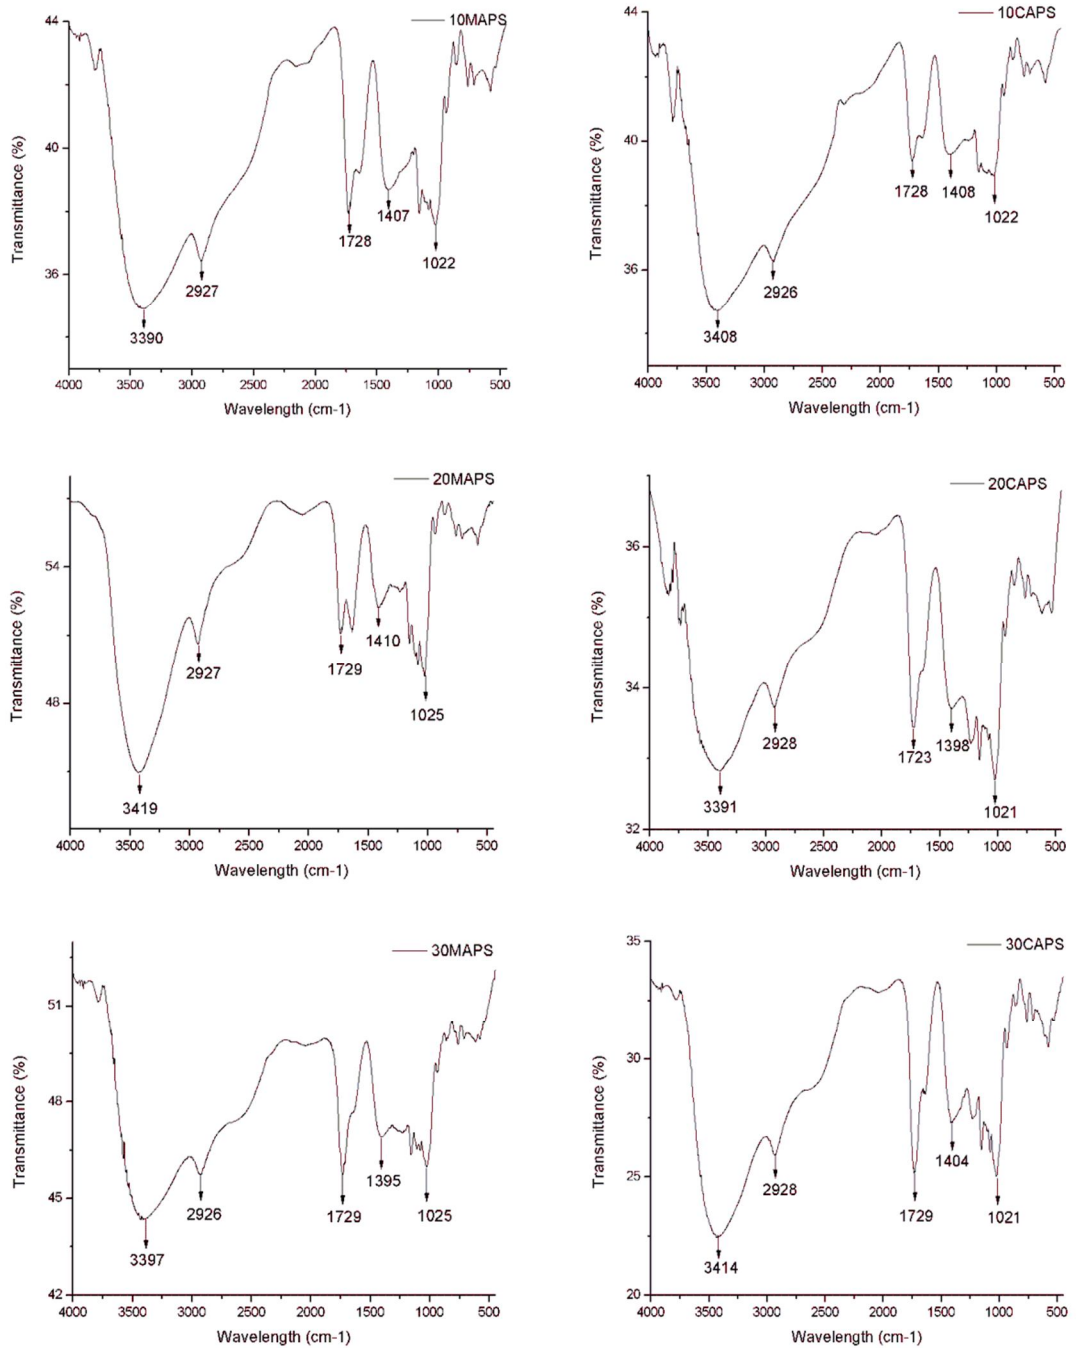 10MAPS
44
40
36
Transmittance (%)
1728
1407
1022
2927
3390
4000 3500 3000 2500 2000 1500 1000 500
Wavelength (cm-1)
10CAPS
44
40
36
Transmittance (%)
1728
1408
1022
2926
3408
4000 3500 3000 2500 2000 1500 1000 500
Wavelength (cm-1)
20MAPS
54
48
Transmittance (%)
1410
1729
2927
1025
3419
4000 3500 3000 2500 2000 1500 1000 500
Wavelength (cm-1)
20CAPS
36
34
32
Transmittance (%)
2928
1398
1723
3391
1021
4000 3500 3000 2500 2000 1500 1000 500
Wavelength (cm-1)
30MAPS
51
48
45
42
Transmittance (%)
1395
2926
1729
1025
3397
4000 3500 3000 2500 2000 1500 1000 500
Wavelength (cm-1)
30CAPS
35
30
25
20
Transmittance (%)
1404
2928
1729
1021
3414
4000 3500 3000 2500 2000 1500 1000 500
Wavelength (cm-1)